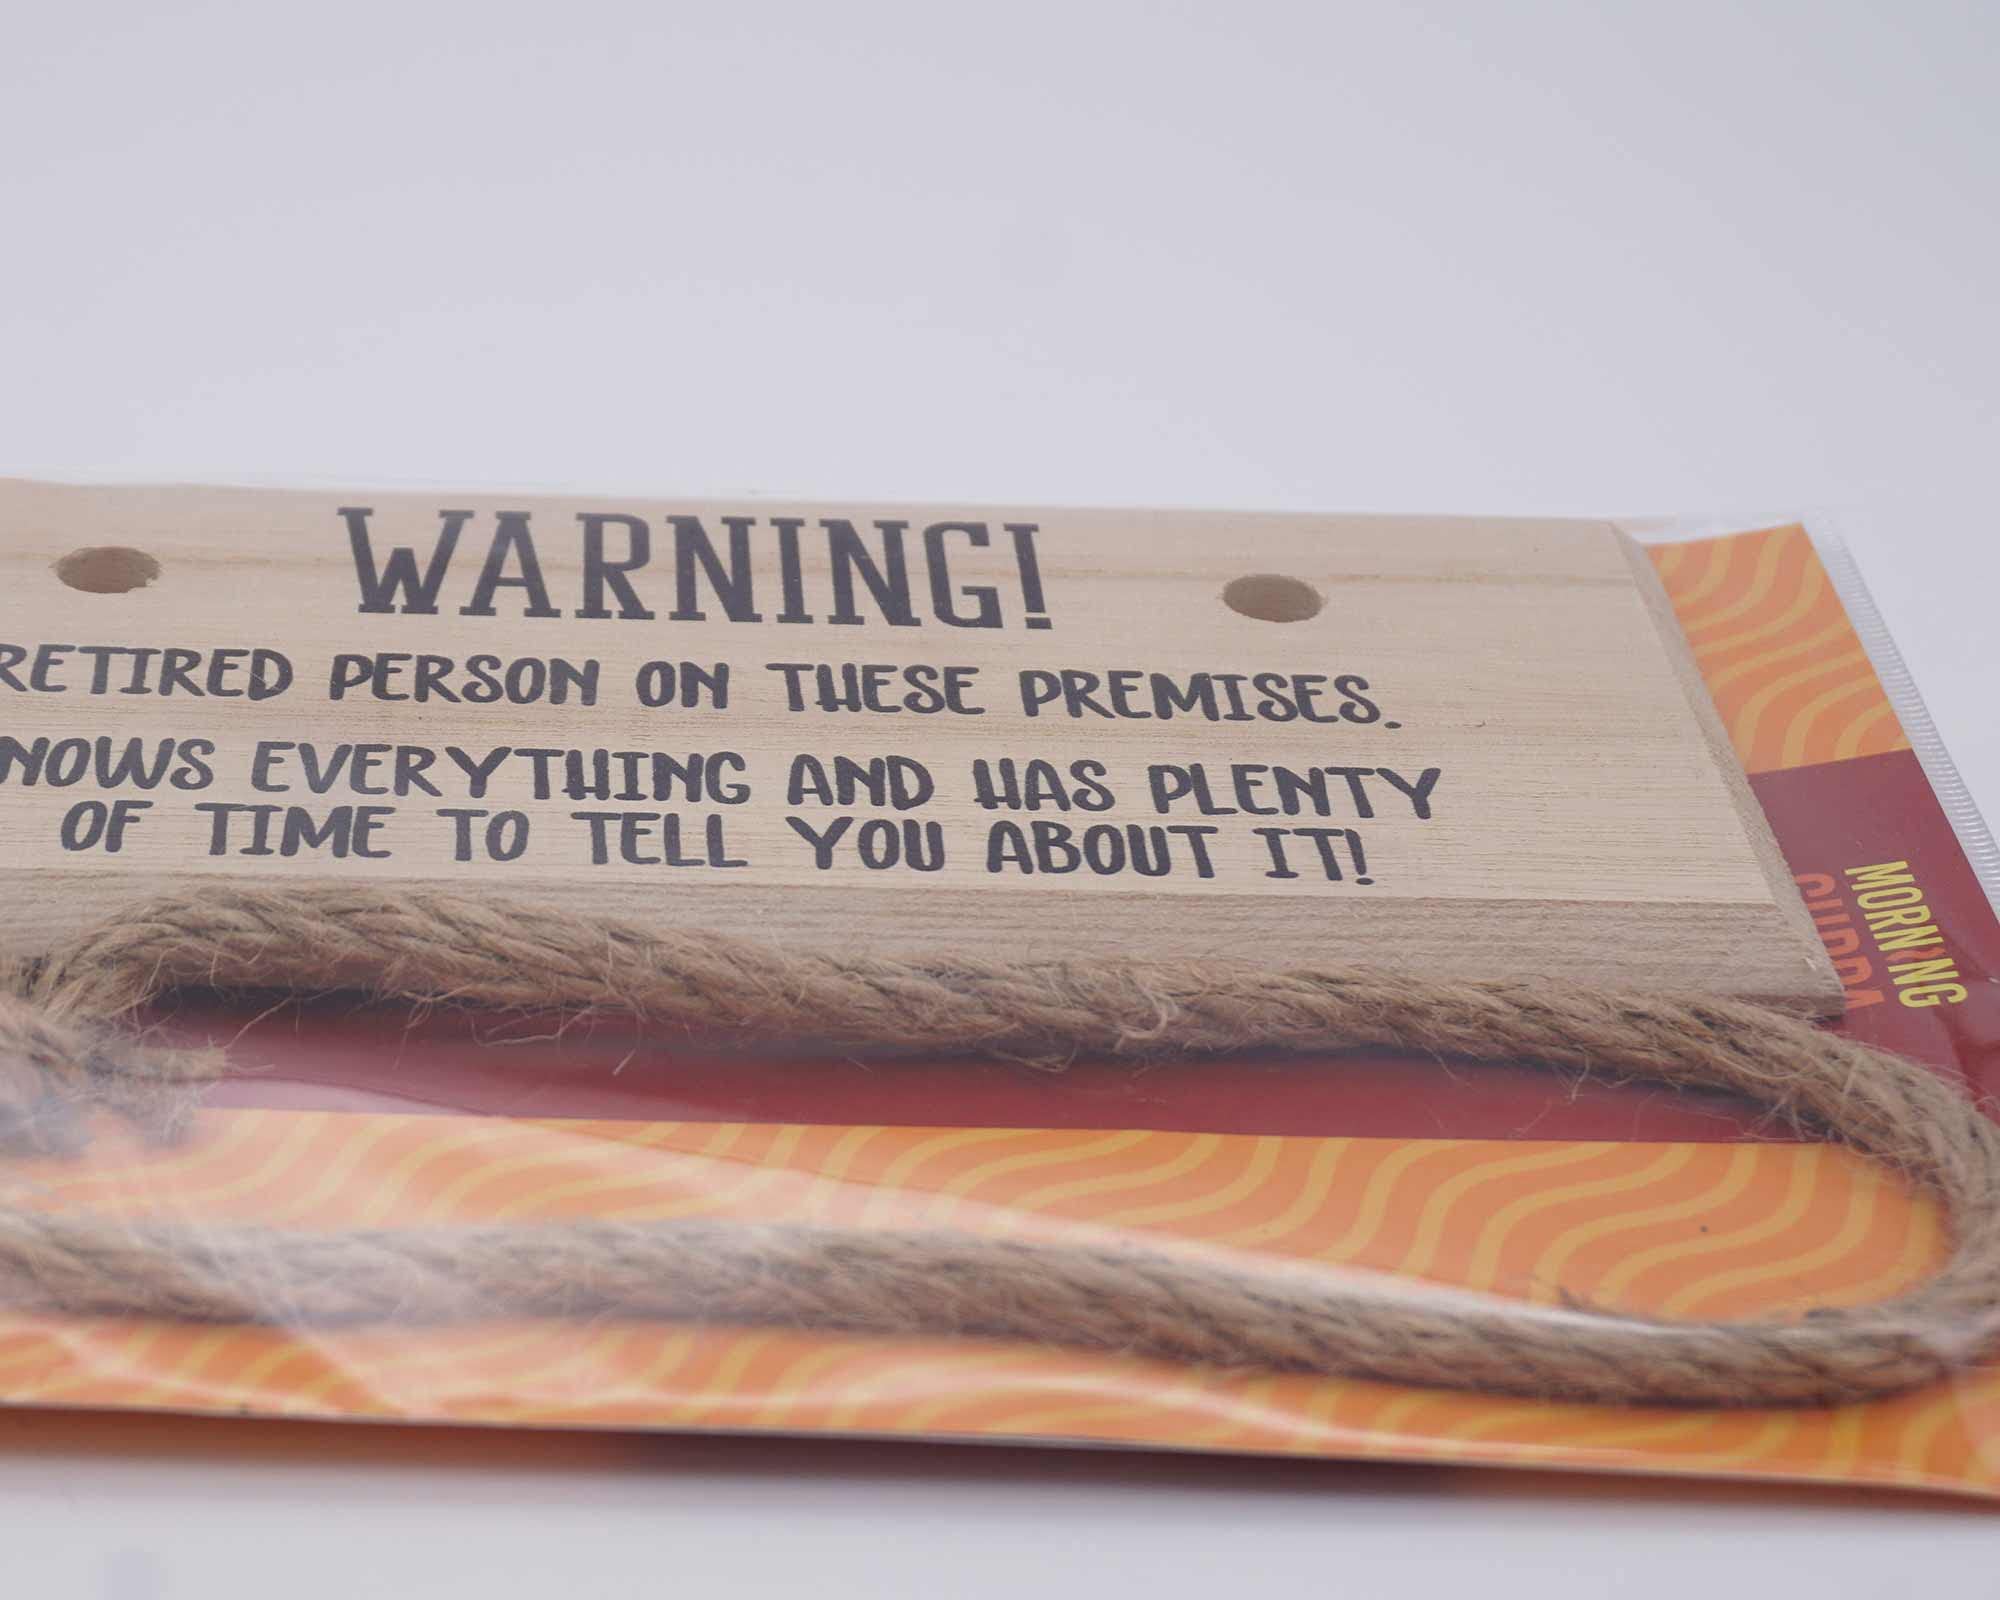 WARNING!
RETIRED PERSON ON THESE PREMISES.
NOWS EVERYTHING AND HAS PLENTY
OF TIME TO TELL YOU ABOUT IT!
MORNING